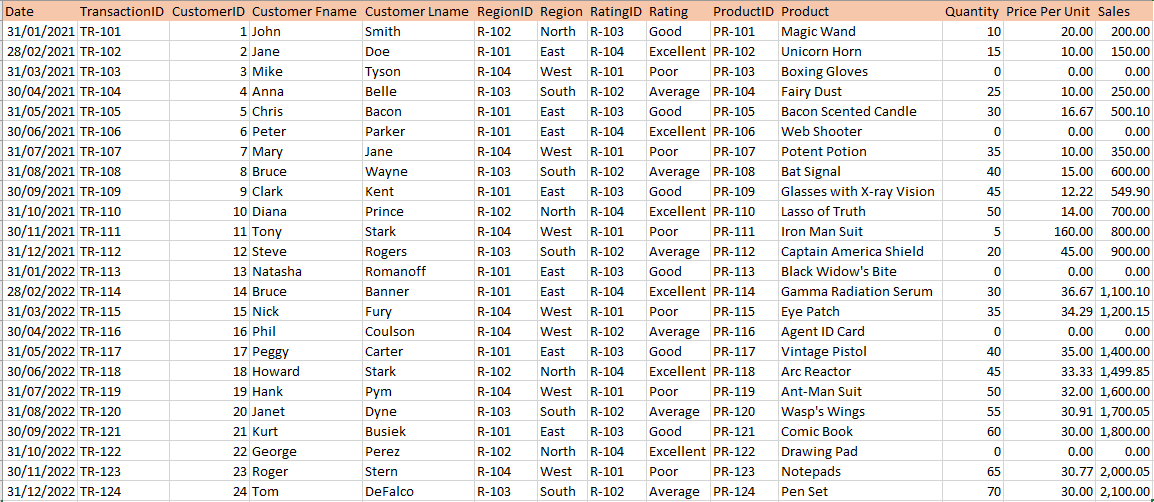 Date TransactionID CustomerID Customer Fname Customer Lname RegionID Region RatingID Rating ProductID Product Quantity Price Per Unit Sales
31/01/2021 TR-101 1 John Smith R-102 North R-103 Good PR-101 Magic Wand 10 20.00 200.00
28/02/2021 TR-102 2 Jane Doe R-101 East R-104 Excellent PR-102 Unicorn Horn 15 10.00 150.00
31/03/2021 TR-103 3 Mike Tyson R-104 West R-101 Poor PR-103 Boxing Gloves 0 0.00 0.00
30/04/2021 TR-104 4 Anna Belle R-103 South R-102 Average PR-104 Fairy Dust 25 10.00 250.00
31/05/2021 TR-105 5 Chris Bacon R-101 East R-103 Good PR-105 Bacon Scented Candle 30 16.67 500.10
30/06/2021 TR-106 6 Peter Parker R-101 East R-104 Excellent PR-106 Web Shooter 0 0.00 0.00
31/07/2021 TR-107 7 Mary Jane R-104 West R-101 Poor PR-107 Potent Potion 35 10.00 350.00
31/08/2021 TR-108 8 Bruce Wayne R-103 South R-102 Average PR-108 Bat Signal 40 15.00 600.00
30/09/2021 TR-109 9 Clark Kent R-101 East R-103 Good PR-109 Glasses with X-ray Vision 45 12.22 549.90
31/10/2021 TR-110 10 Diana Prince R-102 North R-104 Excellent PR-110 Lasso of Truth 50 14.00 700.00
30/11/2021 TR-111 11 Tony Stark R-104 West R-101 Poor PR-111 Iron Man Suit 5 160.00 800.00
31/12/2021 TR-112 12 Steve Rogers R-103 South R-102 Average PR-112 Captain America Shield 20 45.00 900.00
31/01/2022 TR-113 13 Natasha Romanoff R-101 East R-103 Good PR-113 Black Widow's Bite 0 0.00 0.00
28/02/2022 TR-114 14 Bruce Banner R-101 East R-104 Excellent PR-114 Gamma Radiation Serum 30 36.67 1,100.10
31/03/2022 TR-115 15 Nick Fury R-104 West R-101 Poor PR-115 Eye Patch 35 34.29 1,200.15
30/04/2022 TR-116 16 Phil Coulson R-104 West R-102 Average PR-116 Agent ID Card 0 0.00 0.00
31/05/2022 TR-117 17 Peggy Carter R-101 East R-103 Good PR-117 Vintage Pistol 40 35.00 1,400.00
30/06/2022 TR-118 18 Howard Stark R-102 North R-104 Excellent PR-118 Arc Reactor 45 33.33 1,499.85
31/07/2022 TR-119 19 Hank Pym R-104 West R-101 Poor PR-119 Ant-Man Suit 50 32.00 1,600.00
31/08/2022 TR-120 20 Janet Dyne R-103 South R-102 Average PR-120 Wasp's Wings 55 30.91 1,700.05
30/09/2022 TR-121 21 Kurt Busiek R-101 East R-103 Good PR-121 Comic Book 60 30.00 1,800.00
31/10/2022 TR-122 22 George Perez R-102 North R-104 Excellent PR-122 Drawing Pad 0 0.00 0.00
30/11/2022 TR-123 23 Roger Stern R-104 West R-101 Poor PR-123 Notepads 65 30.77 2,000.05
31/12/2022 TR-124 24 Tom DeFalco R-103 South R-102 Average PR-124 Pen Set 70 30.00 2,100.00